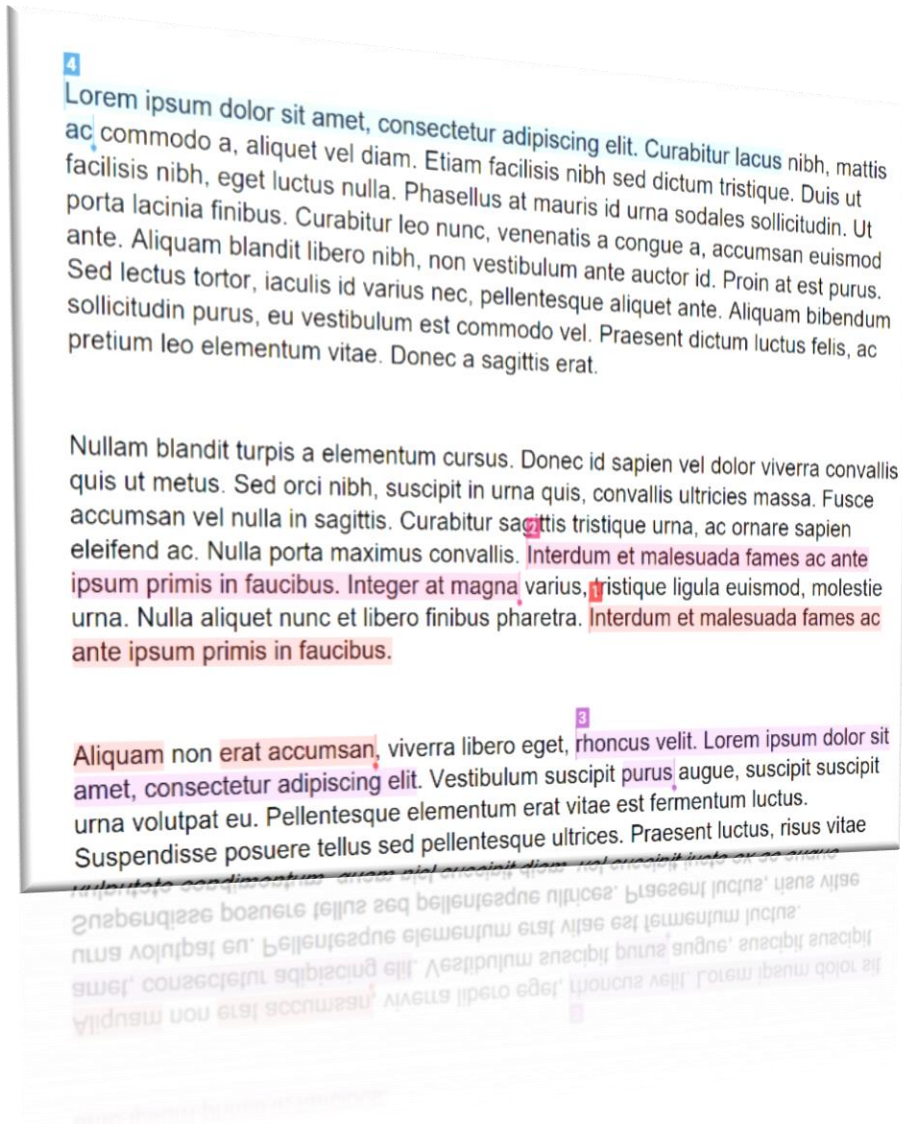 4
Lorem ipsum dolor sit amet, consectetur adipiscing elit. Curabitur lacus nibh, mattis
ac commodo a, aliquet vel diam. Etiam facilisis nibh sed dictum tristique. Duis ut
facilisis nibh, eget luctus nulla. Phasellus at mauris id urna sodales sollicitudin. Ut
porta lacinia finibus. Curabitur leo nunc, venenatis a congue a, accumsan euismod
ante. Aliquam blandit libero nibh, non vestibulum ante auctor id. Proin at est purus.
Sed lectus tortor, iaculis id varius nec, pellentesque aliquet ante. Aliquam bibendum
sollicitudin purus, eu vestibulum est commodo vel. Praesent dictum luctus felis, ac
pretium leo elementum vitae. Donec a sagittis erat.
Nullam blandit turpis a elementum cursus. Donec id sapien vel dolor viverra convallis
quis ut metus. Sed orci nibh, suscipit in urna quis, convallis ultricies massa. Fusce
accumsan vel nulla in sagittis. Curabitur sagittis tristique urna, ac ornare sapien
2
eleifend ac. Nulla porta maximus convallis. Interdum et malesuada fames ac ante
ipsum primis in faucibus. Integer at magna varius, tristique ligula euismod, molestie
1
urna. Nulla aliquet nunc et libero finibus pharetra. Interdum et malesuada fames ac
ante ipsum primis in faucibus.
3
Aliquam non erat accumsan, viverra libero eget, rhoncus velit. Lorem ipsum dolor sit
amet, consectetur adipiscing elit. Vestibulum suscipit purus augue, suscipit suscipit
urna volutpat eu. Pellentesque elementum erat vitae est fermentum luctus.
Suspendisse posuere tellus sed pellentesque ultrices. Praesent luctus, risus vitae